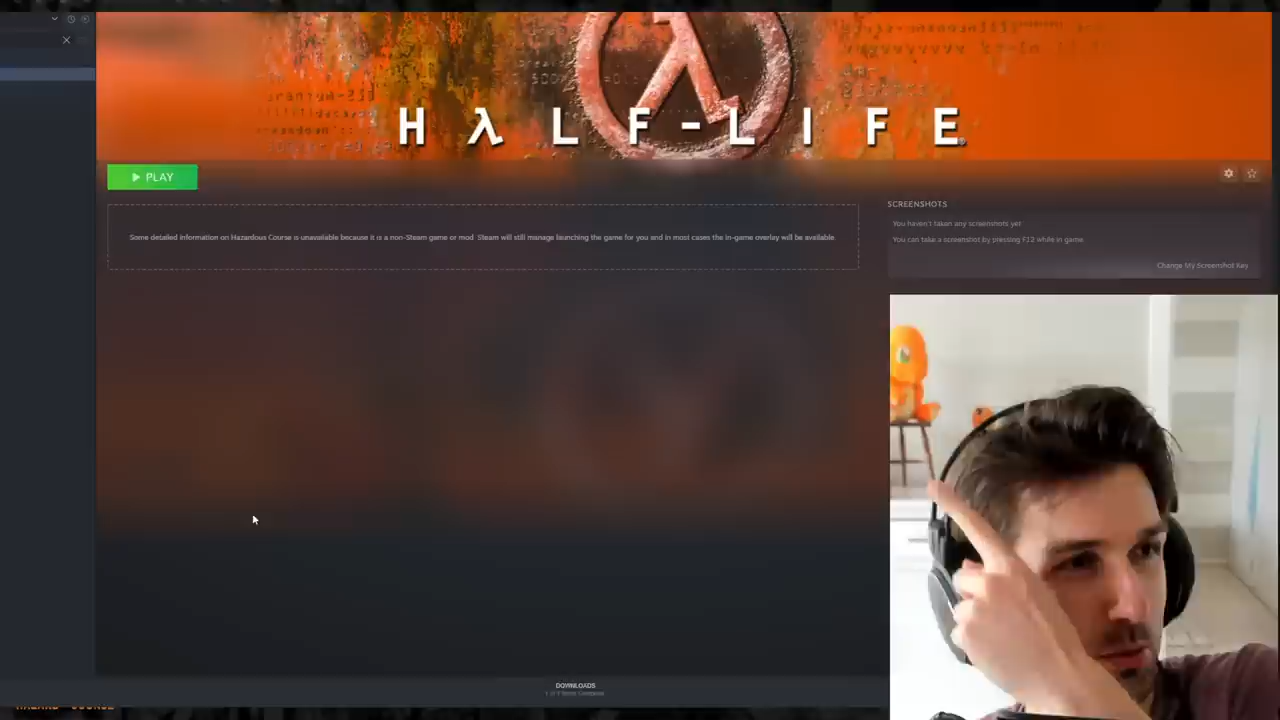 HλLF-LIFE
PLAY
Some detailed information on Hazardous Course is unavailable because it is a non-Steam game or mod. Steam will still manage launching the game for you and in most cases the in-game overlay will be available.
SCREENSHOTS
You haven't taken any screenshots yet
You can take a screenshot by pressing F12 while in game
Change My Screenshot Key
DOWNLOADS